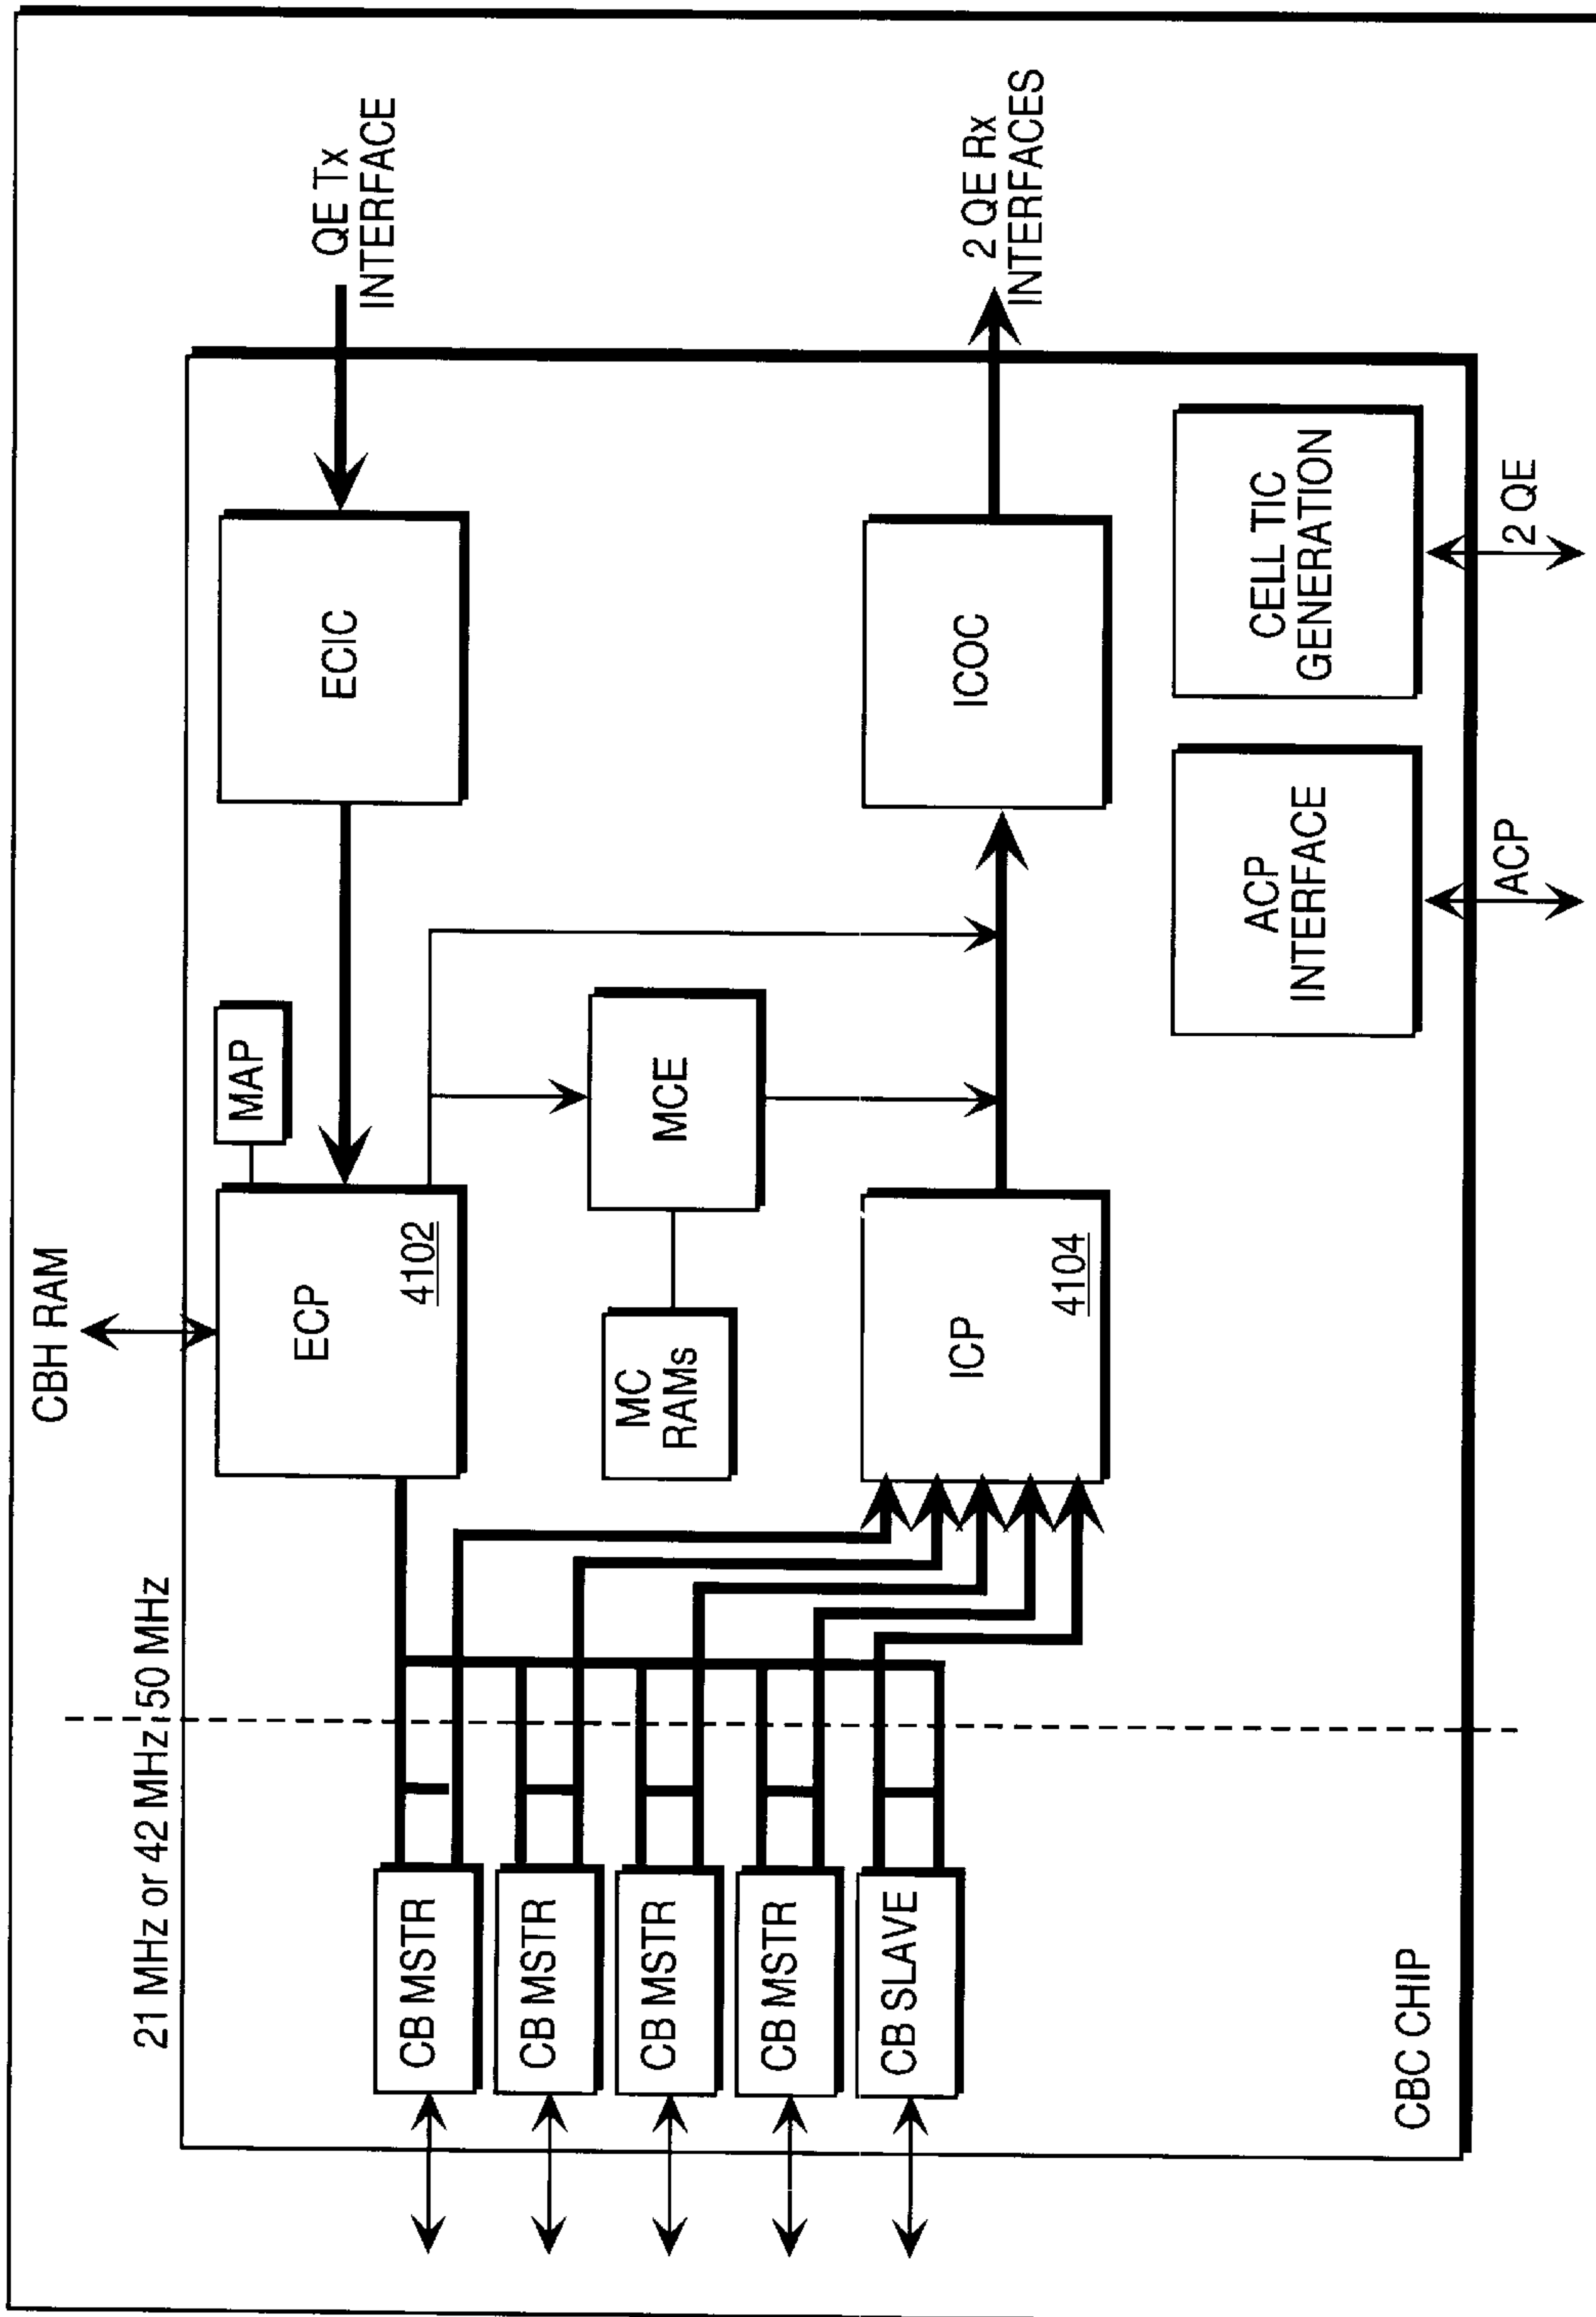 CBH RAM
21 MHz or 42 MHz
50 MHz
QE Tx
INTERFACE
MAP
ECP
4102
ECIC
CB MSTR
CB MSTR
CB MSTR
CB MSTR
CB SLAVE
MC
RAMs
MCE
ICP
4104
ICOC
2 QE Rx
INTERFACES
ACP
INTERFACE
CELL TIC
GENERATION
CBC CHIP
ACP
2 QE